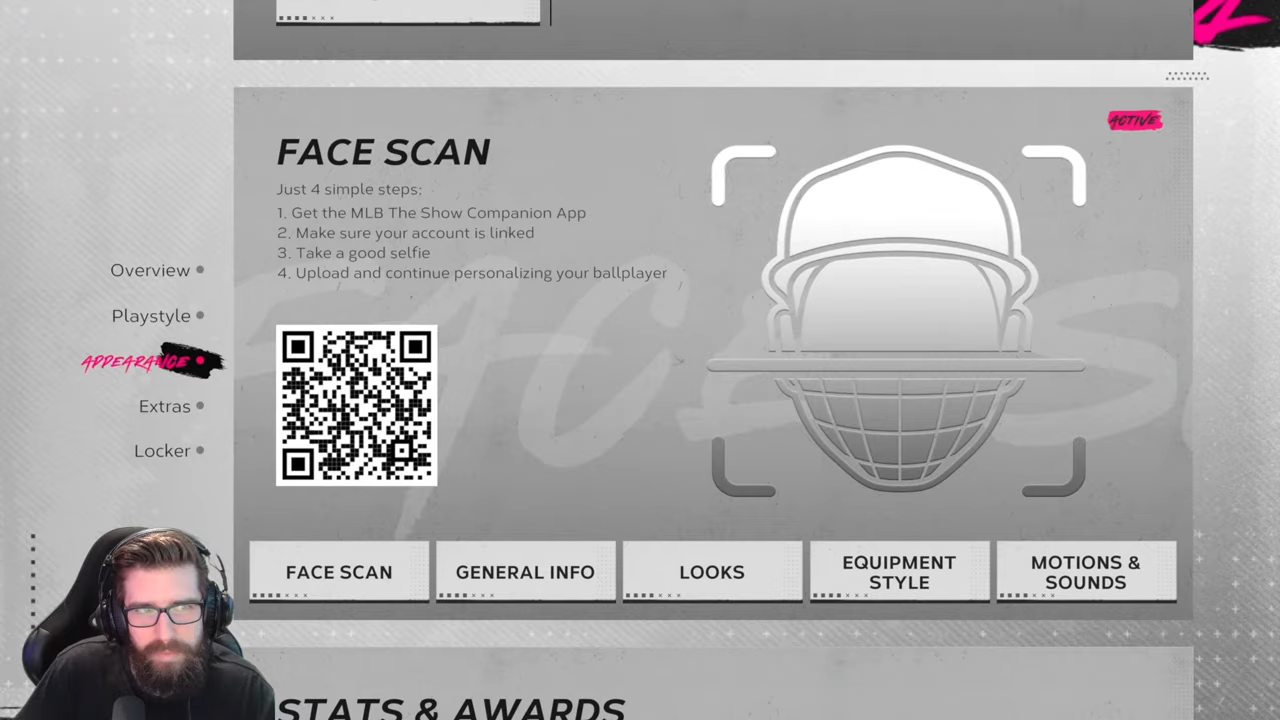 ACTIVE
FACE SCAN
Just 4 simple steps:
1. Get the MLB The Show Companion App
2. Make sure your account is linked
3. Take a good selfie
4. Upload and continue personalizing your ballplayer
Overview
Playstyle
APPEARANCE
Extras
Locker
FACE SCAN
GENERAL INFO
LOOKS
EQUIPMENT
STYLE
MOTIONS &
SOUNDS
STATS & AWARDS